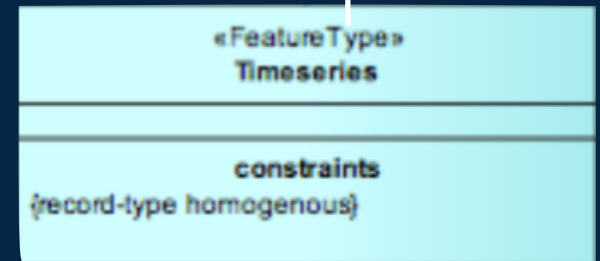 «FeatureType»
Timeseries
constraints
{record-type homogenous}